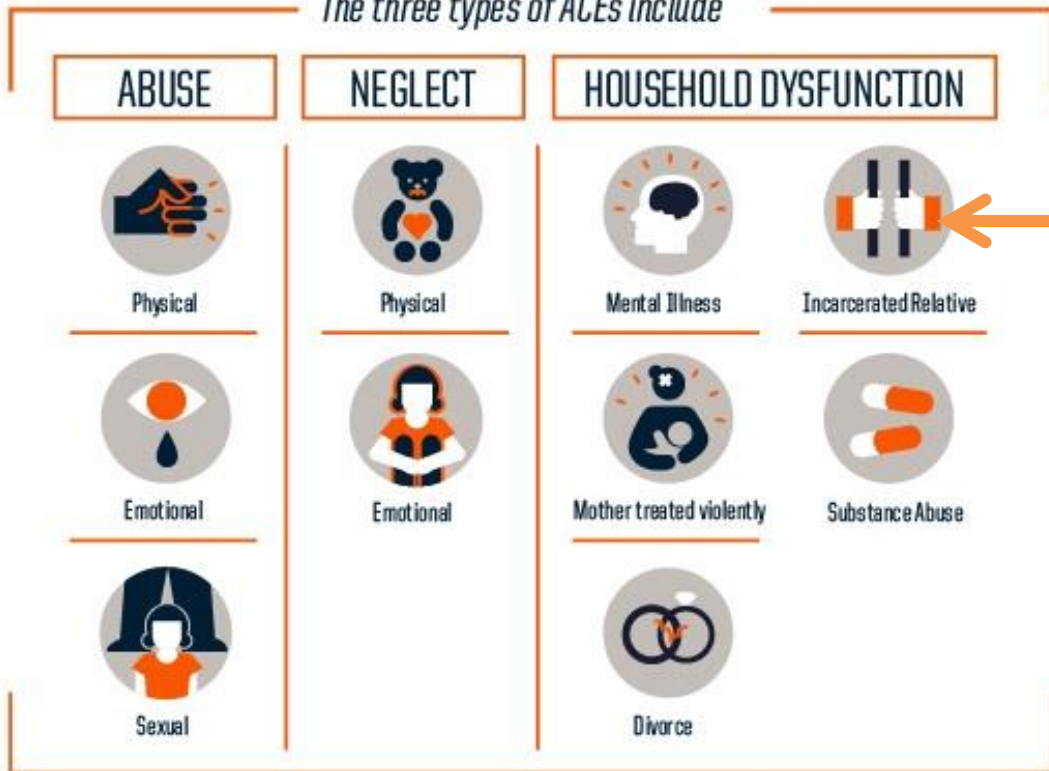 The three types of ACEs include
ABUSE
NEGLECT
HOUSEHOLD DYSFUNCTION
Physical
Physical
Mental Illness
Incarcerated Relative
Emotional
Emotional
Mother treated violently
Substance Abuse
Sexual
Divorce